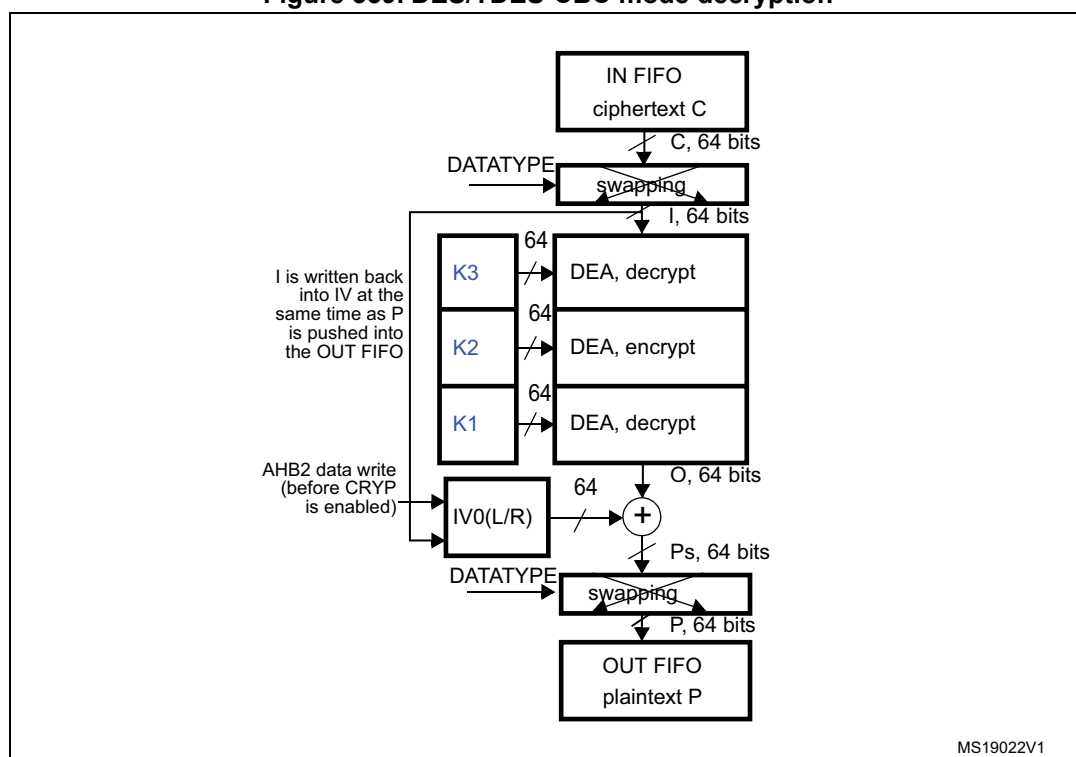 Figure DES/TDES-CBC mode decryption
IN FIFO
ciphertext C
C, 64 bits
DATATYPE
swapping
I, 64 bits
64
K3
DEA, decrypt
I is written back
into IV at the
same time as P
is pushed into
the OUT FIFO
64
K2
DEA, encrypt
64
K1
DEA, decrypt
O, 64 bits
AHB2 data write
(before CRYP
is enabled)
IV0(L/R)
64
+
Ps, 64 bits
DATATYPE
swapping
P, 64 bits
OUT FIFO
plaintext P
MS19022V1